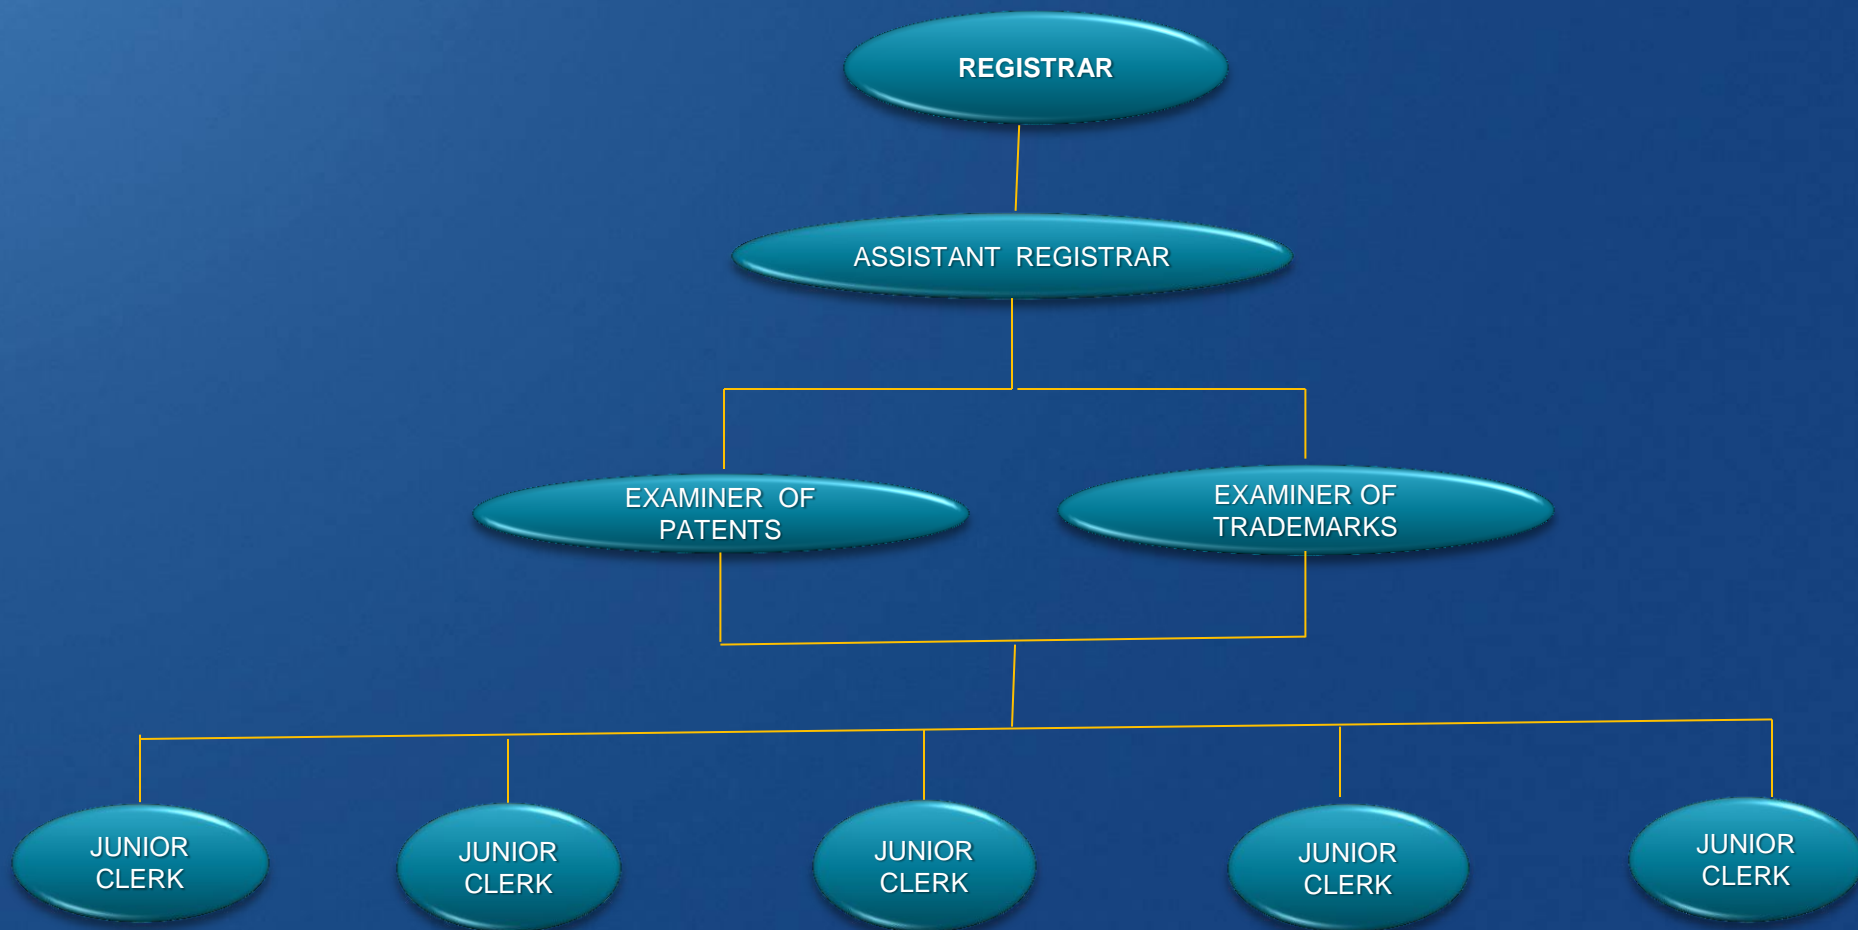 REGISTRAR
ASSISTANT REGISTRAR
EXAMINER OF
PATENTS
EXAMINER OF
TRADEMARKS
JUNIOR
CLERK
JUNIOR
CLERK
JUNIOR
CLERK
JUNIOR
CLERK
JUNIOR
CLERK